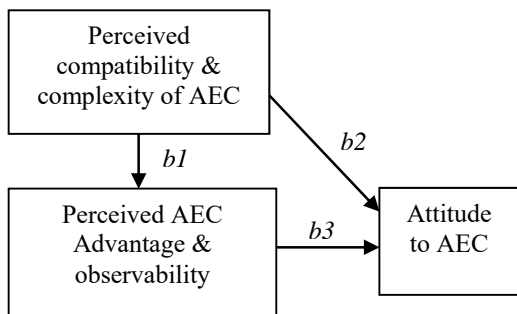 Perceived
compatibility &
complexity of AEC
b1
b2
Perceived AEC
Advantage &
observability
b3
Attitude
to AEC